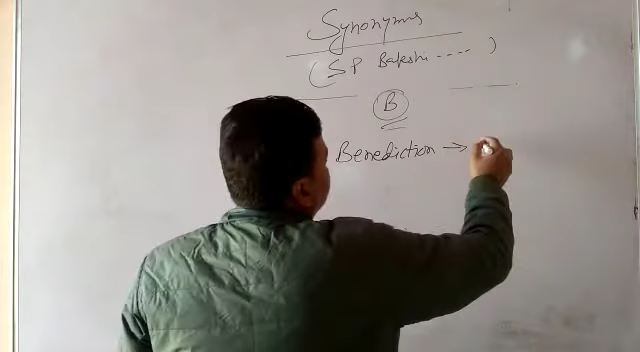 Synonyms
(SP Bakshi ---- )
B
Benediction →